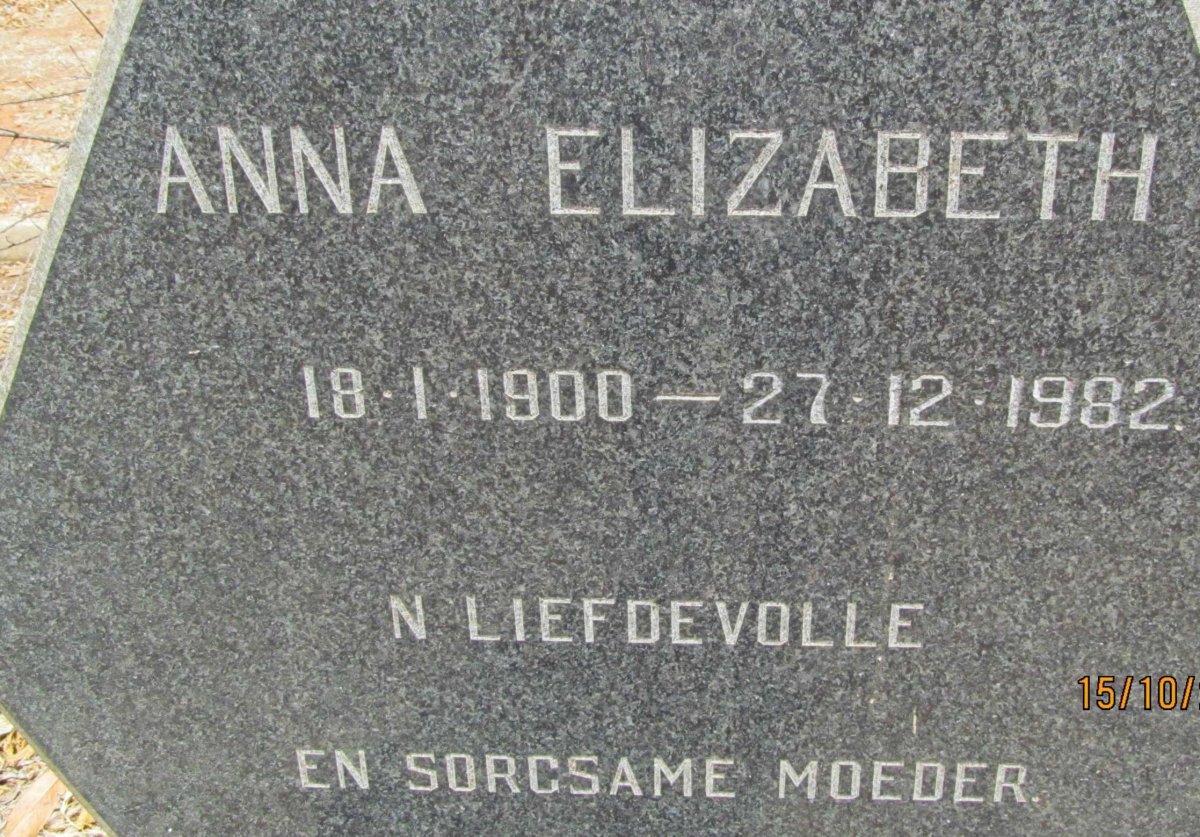 ANNA ELIZABETH
18·1·1900 — 27·12·1982.
N LIEFDEVOLLE
15/10/
EN SORGSAME MOEDER.